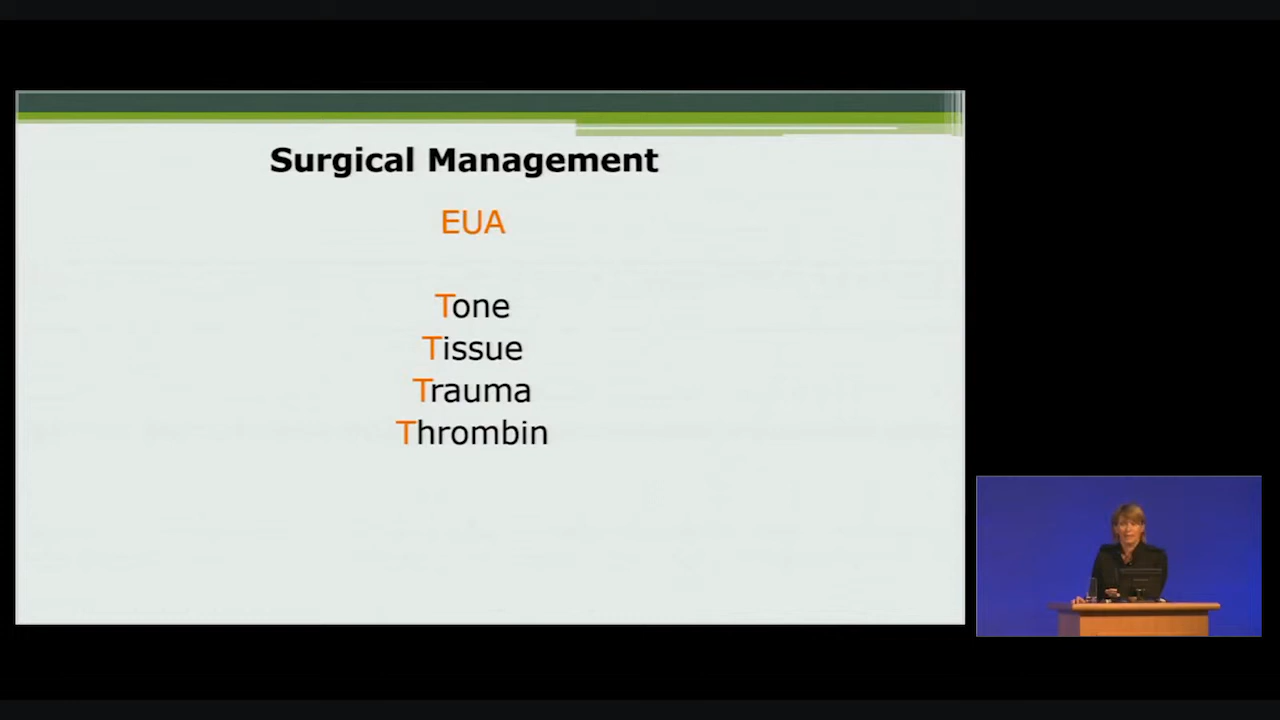 Surgical Management
EUA
Tone
Tissue
Trauma
Thrombin